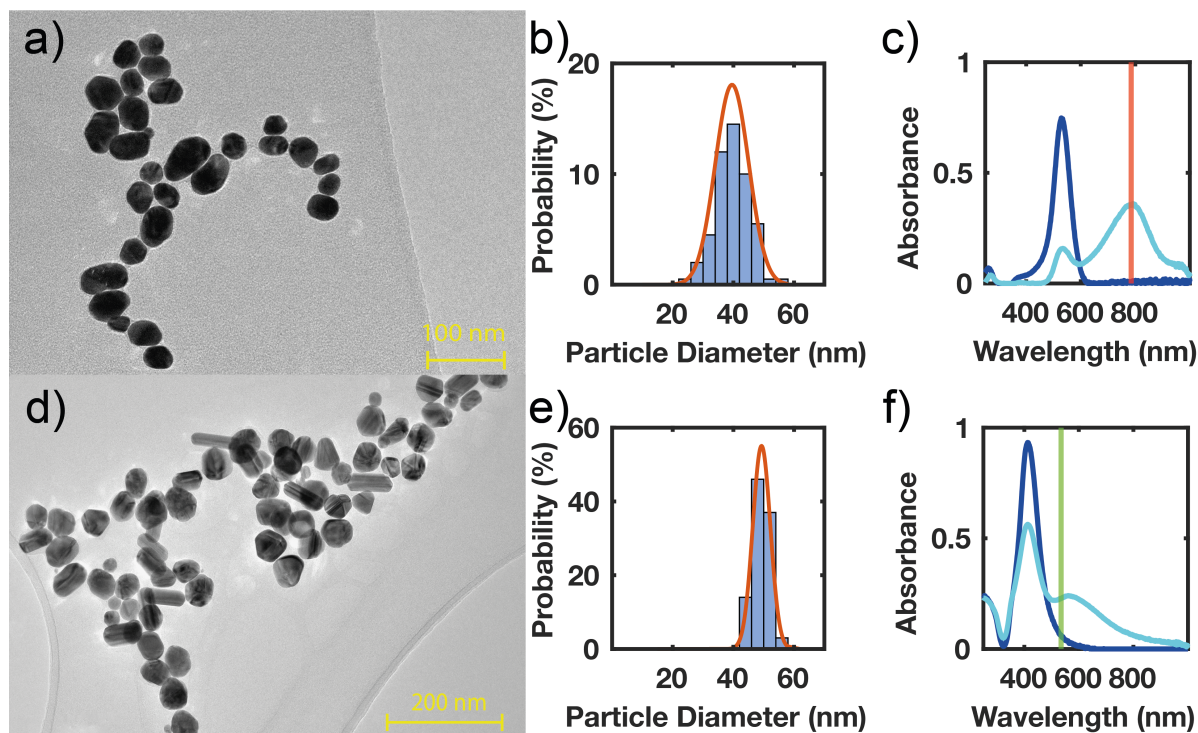 a)
100 nm
b)
20
10
0
20 40 60
Probability (%)
Particle Diameter (nm)
c)
1
0.5
0
400 600 800
Absorbance
Wavelength (nm)
d)
200 nm
e)
60
40
20
0
20 40 60
Probability (%)
Particle Diameter (nm)
f)
1
0.5
0
400 600 800
Absorbance
Wavelength (nm)